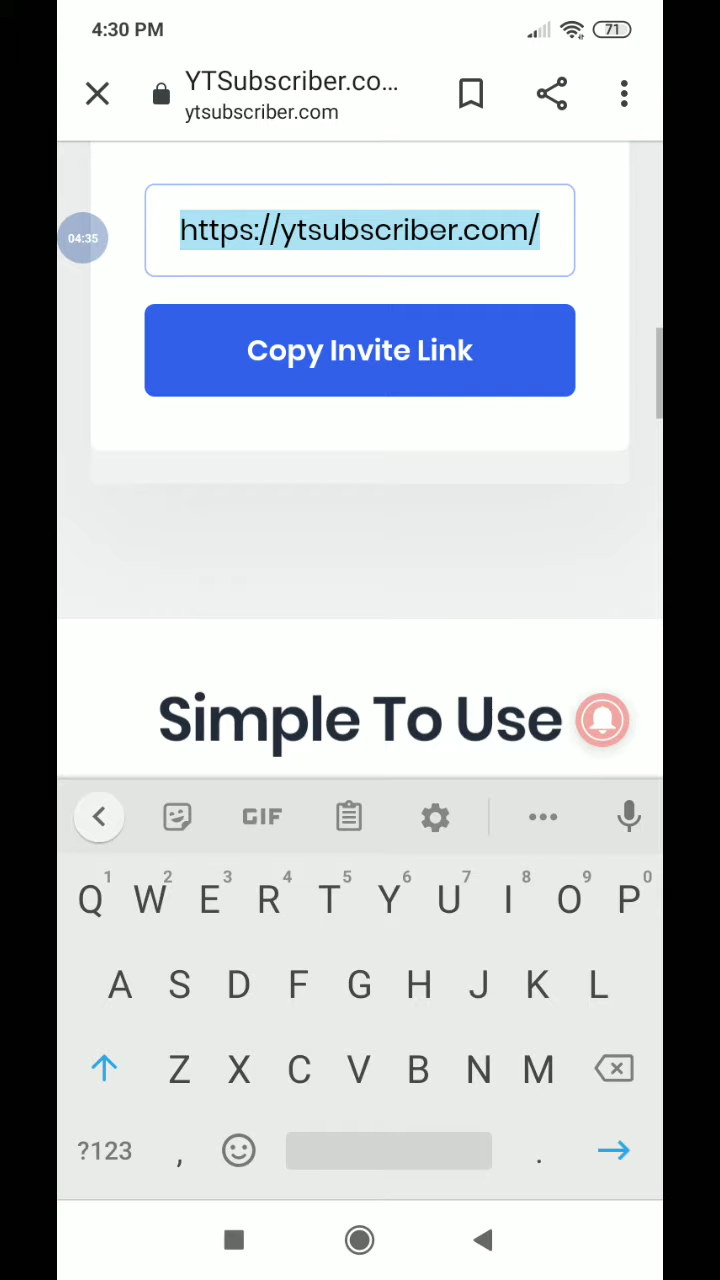 4:30 PM
71
YTSubscriber.co...
ytsubscriber.com
https://ytsubscriber.com/
04:35
Copy Invite Link
Simple To Use
GIF
1 2 3 4 5 6 7 8 9 0
Q W E R T Y U I O P
A S D F G H J K L
Z X C V B N M
?123 , .